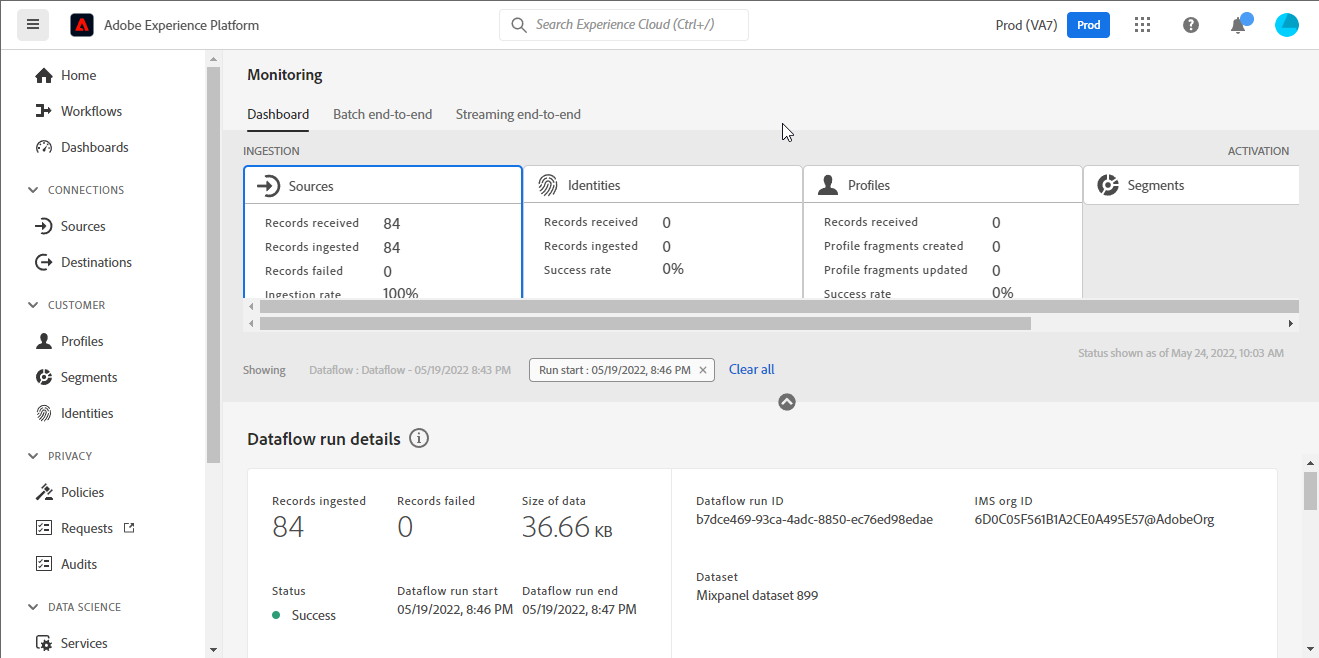 Adobe Experience Platform
Search Experience Cloud (Ctrl+/)
Prod (VA7)
Prod
Home
Workflows
Dashboards
CONNECTIONS
Sources
Destinations
CUSTOMER
Profiles
Segments
Identities
PRIVACY
Policies
Requests
Audits
DATA SCIENCE
Services
Monitoring
Dashboard Batch end-to-end Streaming end-to-end
INGESTION
ACTIVATION
Sources
Records received 84
Records ingested 84
Records failed 0
Ingestion rate 100%
Identities
Records received 0
Records ingested 0
Success rate 0%
Profiles
Records received 0
Profile fragments created 0
Profile fragments updated 0
Success rate 0%
Segments
Status shown as of May 24, 2022, 10:03 AM
Showing Dataflow : Dataflow - 05/19/2022 8:43 PM Run start : 05/19/2022, 8:46 PM Clear all
Dataflow run details
Records ingested
84
Records failed
0
Size of data
36.66 KB
Status
Success
Dataflow run start
05/19/2022, 8:46 PM
Dataflow run end
05/19/2022, 8:47 PM
Dataflow run ID
b7dce469-93ca-4adc-8850-ec76ed98edae
IMS org ID
6D0C05F561B1A2CE0A495E57@AdobeOrg
Dataset
Mixpanel dataset 899